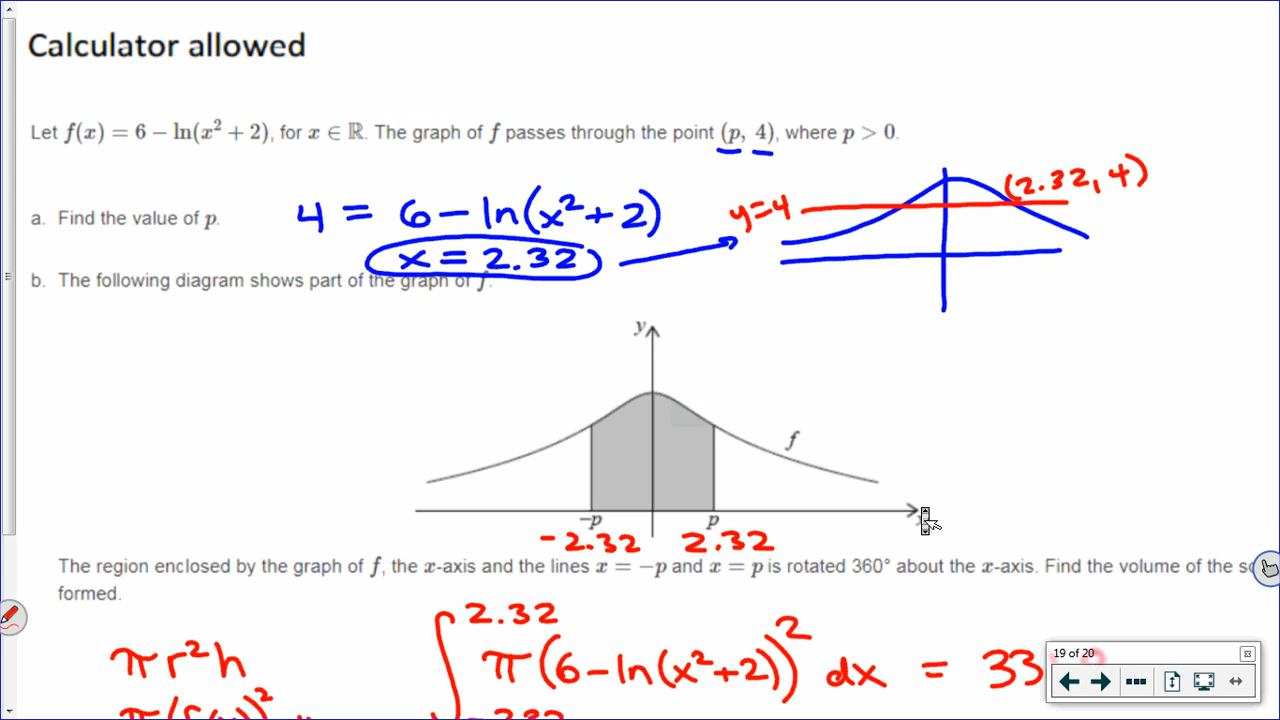 Calculator allowed
Let f(x) = 6 − ln(x² + 2), for x ∈ ℝ. The graph of f passes through the point (p, 4), where p > 0.
(2.32, 4)
y=4
a. Find the value of p.
4 = 6 − ln(x² + 2)
x = 2.32
b. The following diagram shows part of the graph of f.
y
f
−p
p
−2.32
2.32
The region enclosed by the graph of f, the x-axis and the lines x = −p and x = p is rotated 360° about the x-axis. Find the volume of the
formed.
πr²h
∫ 2.32 π(6−ln(x²+2))² dx = 33
19 of 20